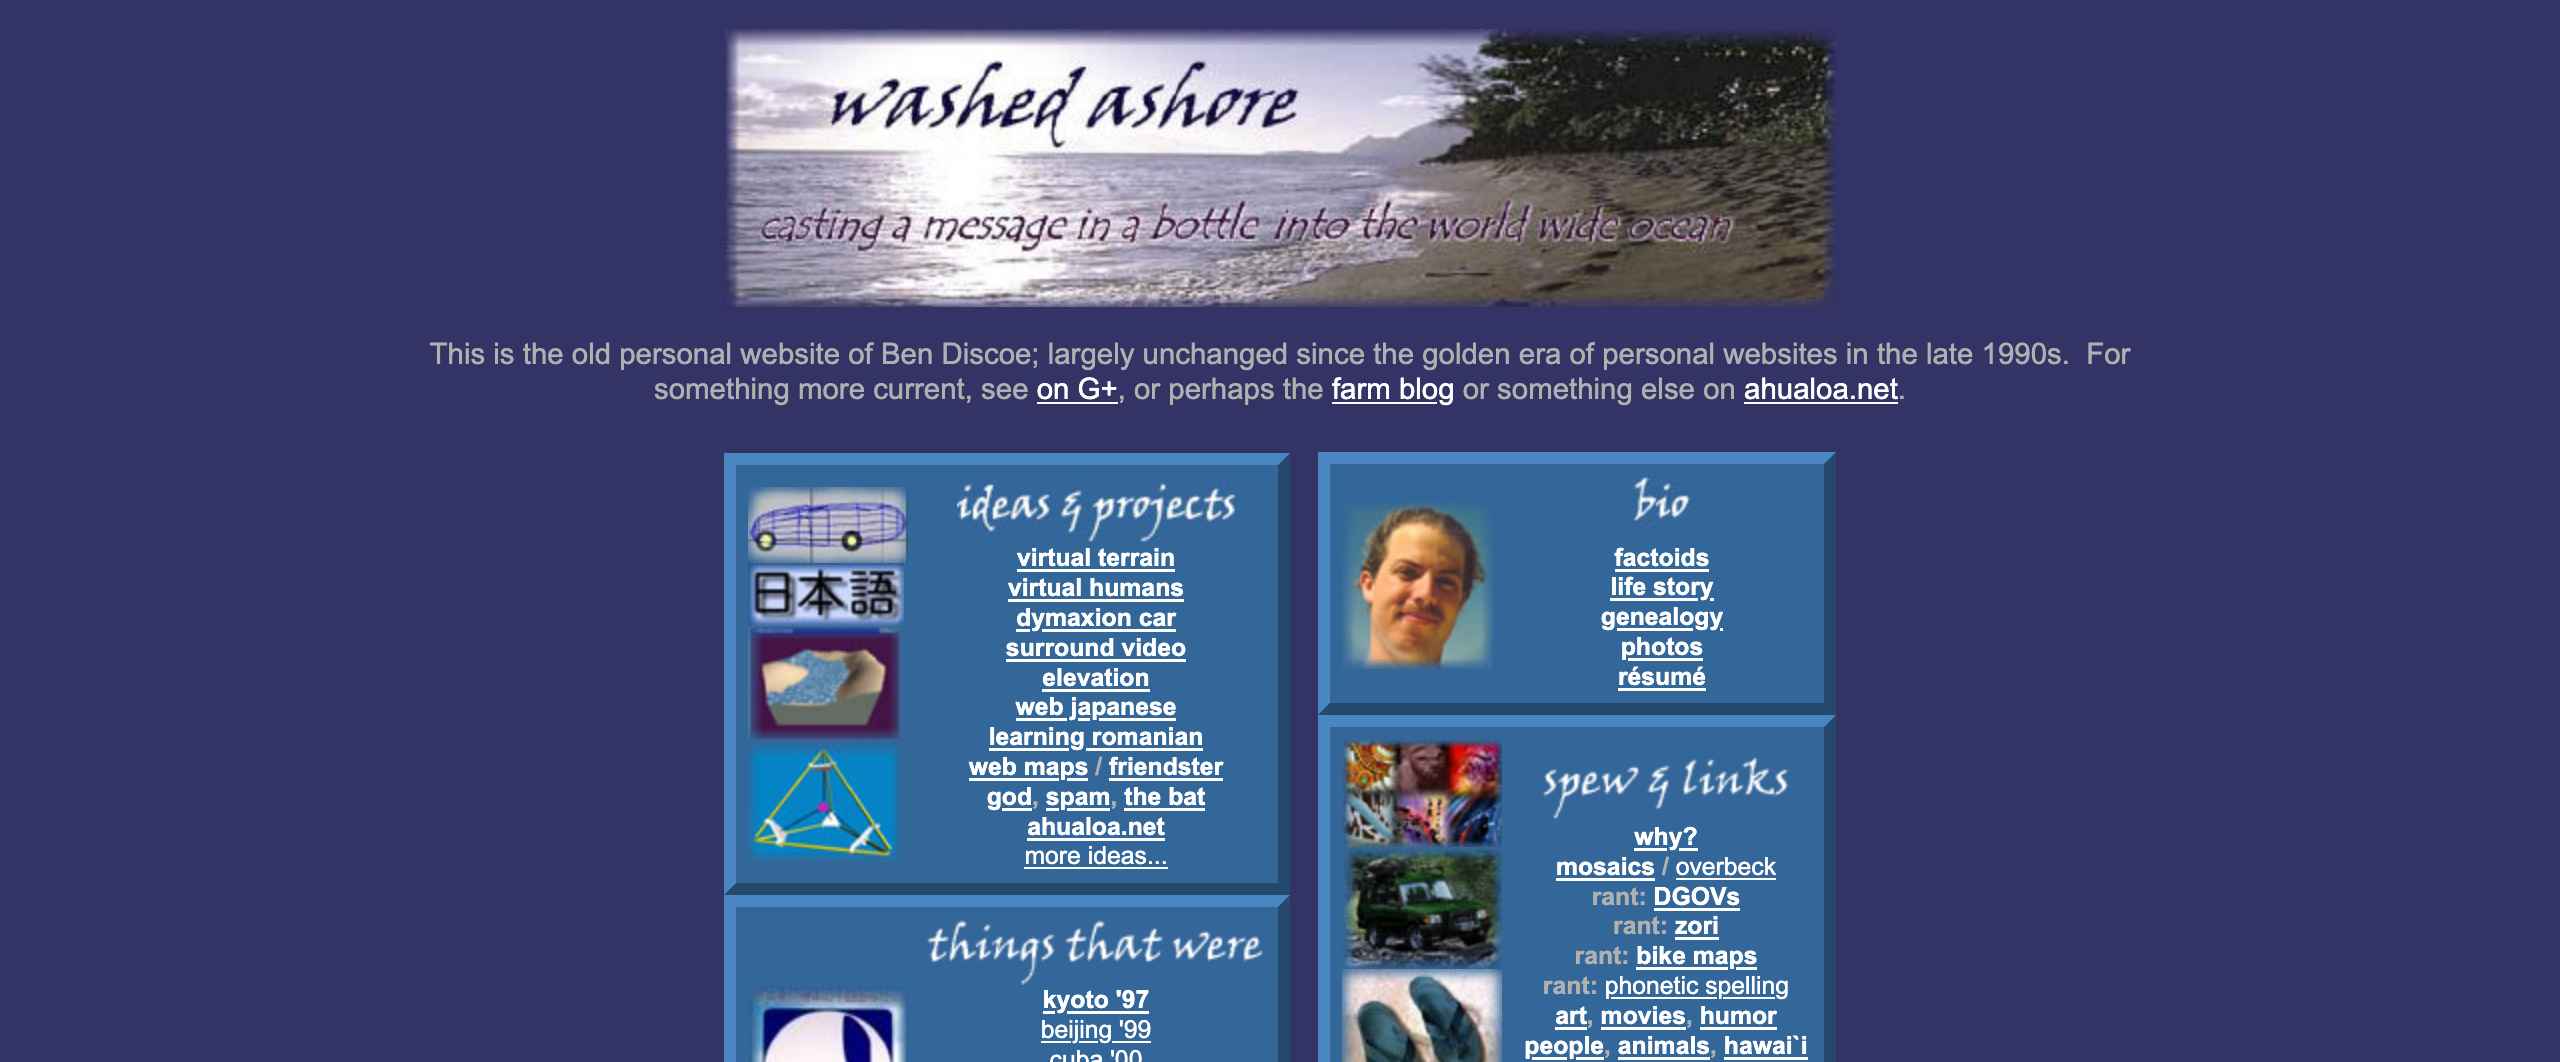 washed ashore
casting a message in a bottle into the world wide ocean
This is the old personal website of Ben Discoe; largely unchanged since the golden era of personal websites in the late 1990s. For
something more current, see on G+, or perhaps the farm blog or something else on ahualoa.net.
ideas & projects
日本語
virtual terrain
virtual humans
dymaxion car
surround video
elevation
web japanese
learning romanian
web maps / friendster
god, spam, the bat
ahualoa.net
more ideas...
things that were
kyoto '97
beijing '99
cuba '00
bio
factoids
life story
genealogy
photos
résumé
spew & links
why?
mosaics / overbeck
rant: DGOVs
rant: zori
rant: bike maps
rant: phonetic spelling
art, movies, humor
people, animals, hawai`i